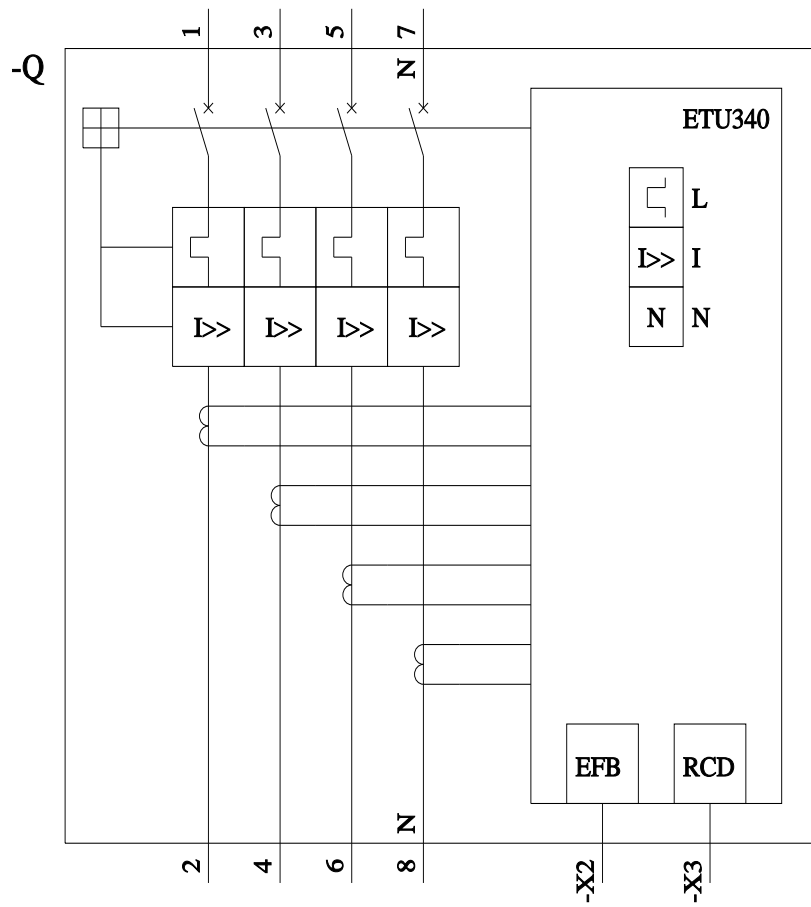 1 3 5 7
-Q
N
ETU340
L
I>> I
N N
I>> I>> I>> I>>
EFB RCD
N
2 4 6 8
-X2 -X3